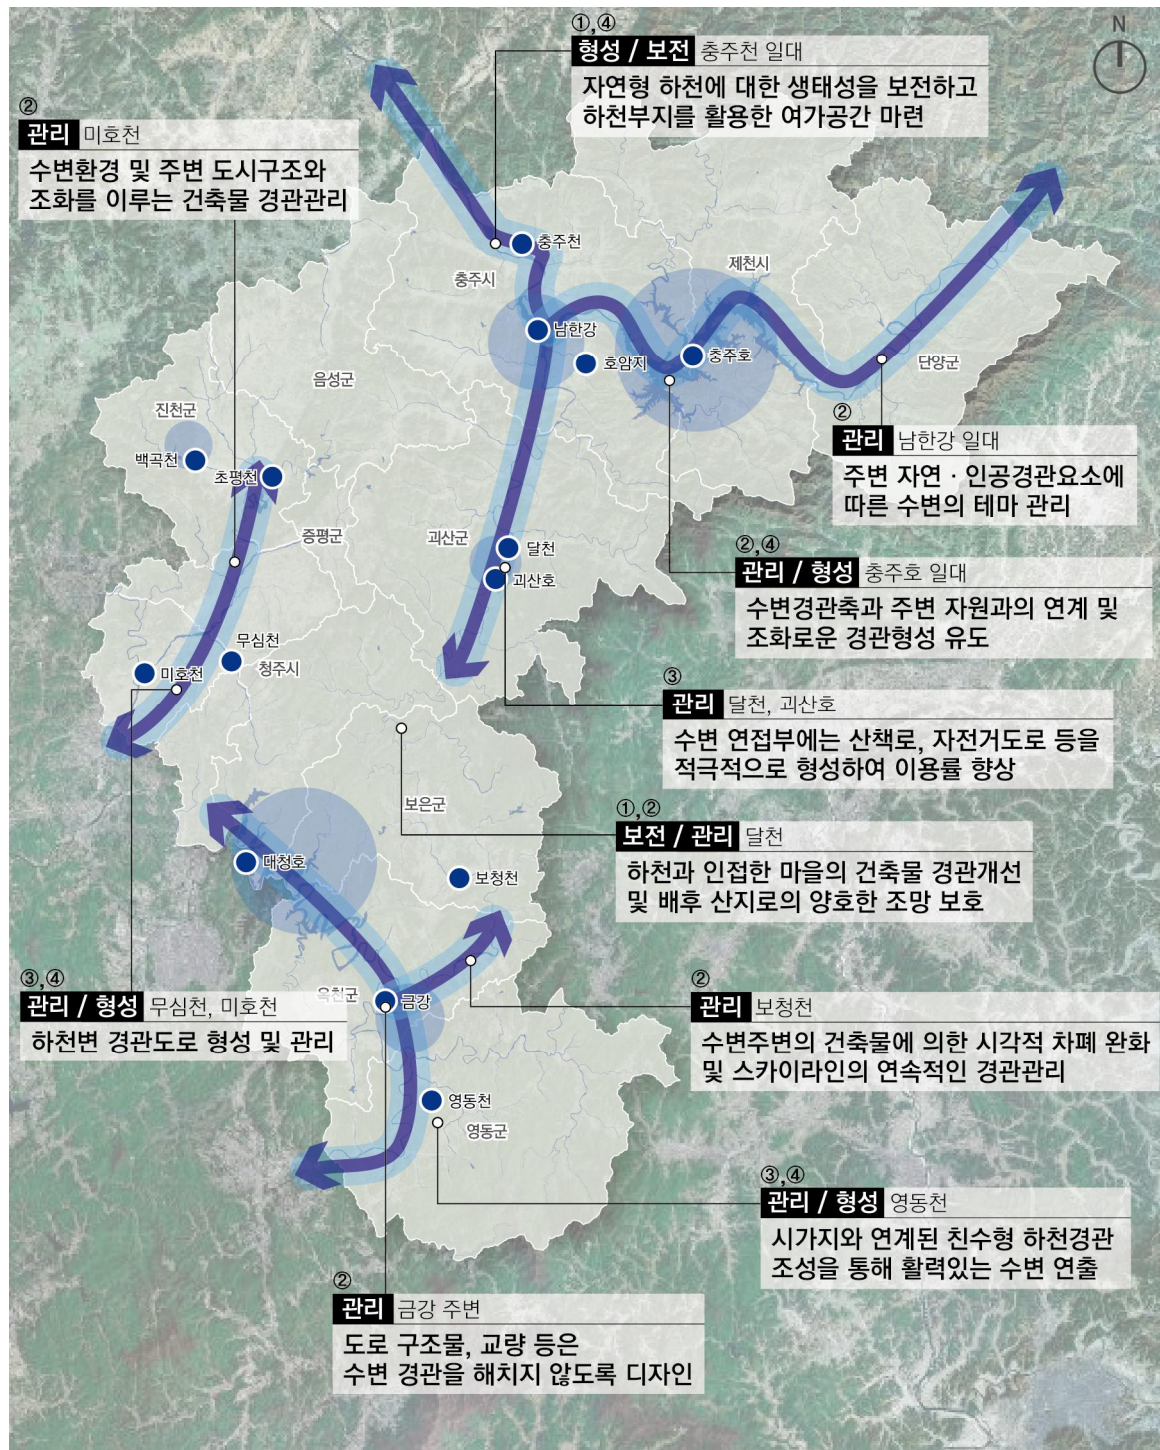 ①,④
형성 / 보전 충주천 일대
자연형 하천에 대한 생태성을 보전하고
하천부지를 활용한 여가공간 마련
N
②
관리 미호천
수변환경 및 주변 도시구조와
조화를 이루는 건축물 경관관리
충주천
제천시
충주시
남한강
호암지
충주호
단양군
음성군
진천군
백곡천
초평천
②
관리 남한강 일대
주변 자연 · 인공경관요소에
따른 수변의 테마 관리
증평군
괴산군
달천
괴산호
②,④
관리 / 형성 충주호 일대
수변경관축과 주변 자원과의 연계 및
조화로운 경관형성 유도
무심천
청주시
미호천
③
관리 달천, 괴산호
수변 연접부에는 산책로, 자전거도로 등을
적극적으로 형성하여 이용률 향상
보은군
①,②
보전 / 관리 달천
하천과 인접한 마을의 건축물 경관개선
및 배후 산지로의 양호한 조망 보호
대청호
보청천
③,④
관리 / 형성 무심천, 미호천
하천변 경관도로 형성 및 관리
옥천군
금강
②
관리 보청천
수변주변의 건축물에 의한 시각적 차폐 완화
및 스카이라인의 연속적인 경관관리
영동천
영동군
③,④
관리 / 형성 영동천
시가지와 연계된 친수형 하천경관
조성을 통해 활력있는 수변 연출
②
관리 금강 주변
도로 구조물, 교량 등은
수변 경관을 해치지 않도록 디자인